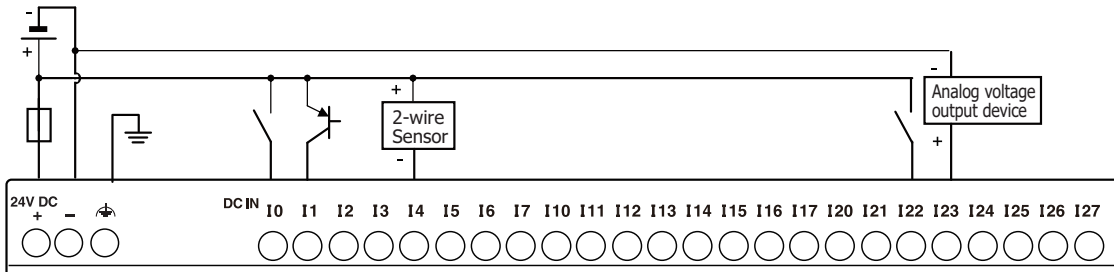 -
+
+
-
2-wire
Sensor
-
Analog voltage
output device
+
24V DC
+ -
DC IN I0 I1 I2 I3 I4 I5 I6 I7 I10 I11 I12 I13 I14 I15 I16 I17 I20 I21 I22 I23 I24 I25 I26 I27